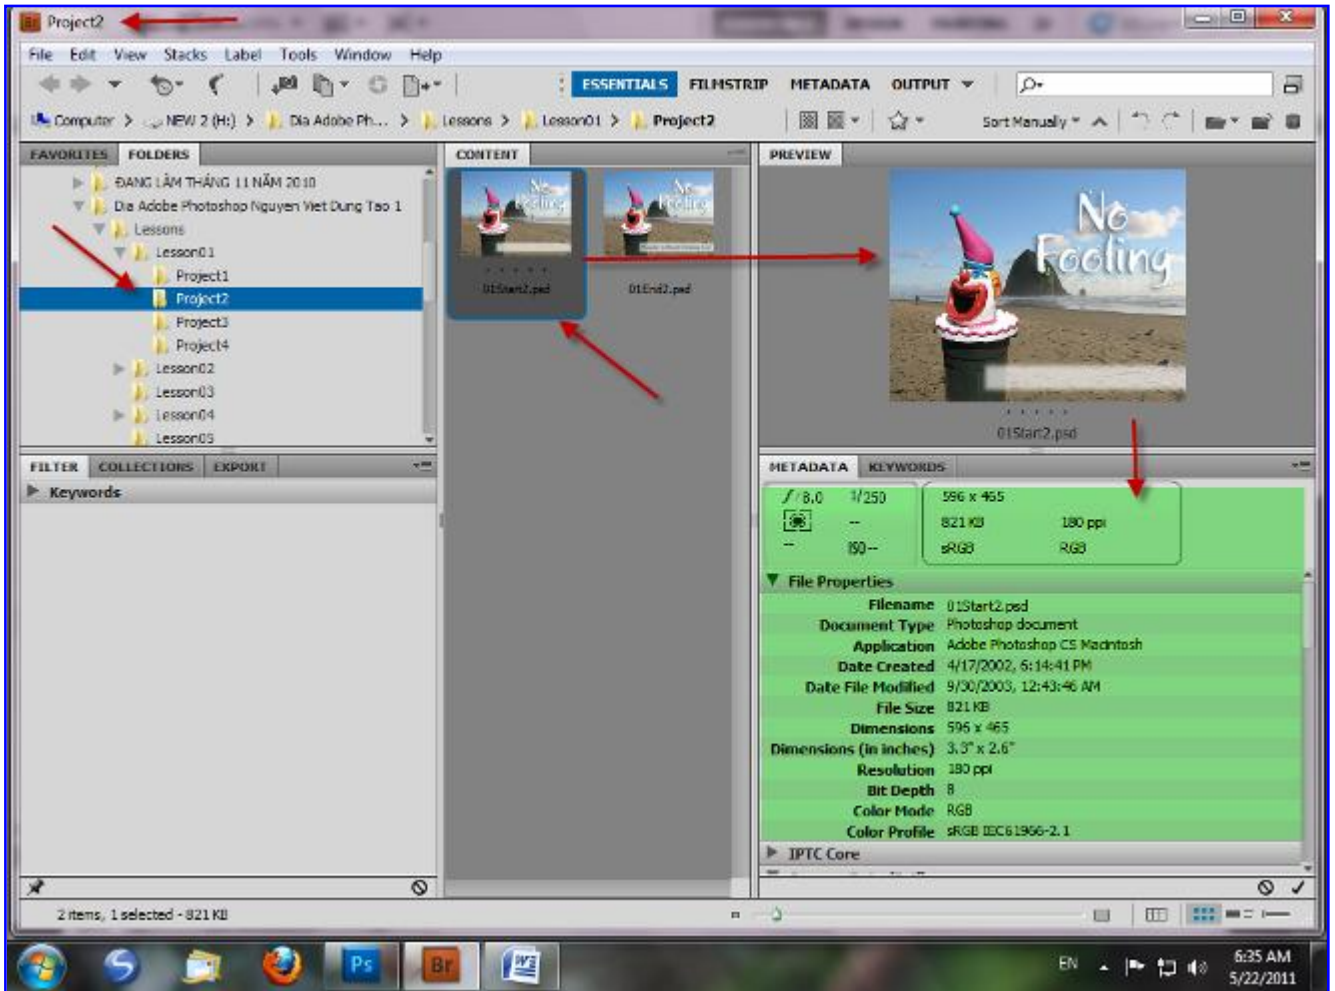 Br Project2
File Edit View Stacks Label Tools Window Help
ESSENTIALS FILMSTRIP METADATA OUTPUT
Computer > NEW 2 (H:) > Dia Adobe Ph... > Lessons > Lesson01 > Project2 Sort Manually
FAVORITES FOLDERS
ĐANG LÀM THÁNG 11 NĂM 2010
Dia Adobe Photoshop Nguyen Viet Dung Tao 1
Lessons
Lesson01
Project1
Project2
Project3
Project4
Lesson02
Lesson03
Lesson04
Lesson05
FILTER COLLECTIONS EXPORT
Keywords
CONTENT
No
Fooling
No
Fooling
01Start2.psd 01End2.psd
PREVIEW
No
Fooling
01Start2.psd
METADATA KEYWORDS
f/8.0 1/250 596 x 465
-- 821 KB 180 ppi
-- ISO-- sRGB RGB
File Properties
Filename 01Start2.psd
Document Type Photoshop document
Application Adobe Photoshop CS Macintosh
Date Created 4/17/2002, 6:14:41 PM
Date File Modified 9/30/2003, 12:43:46 AM
File Size 821 KB
Dimensions 596 x 465
Dimensions (in inches) 3.3" x 2.6"
Resolution 180 ppi
Bit Depth 8
Color Mode RGB
Color Profile sRGB IEC61966-2.1
IPTC Core
2 items, 1 selected - 821 KB
Ps Br EN 6:35 AM
5/22/2011